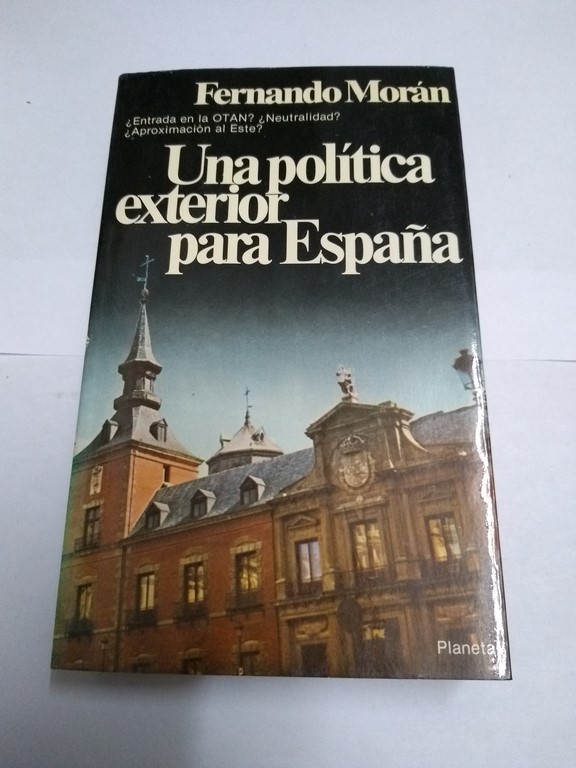 Fernando Morán
¿Entrada en la OTAN? ¿Neutralidad?
¿Aproximación al Este?
Una política
exterior
para España
Planeta